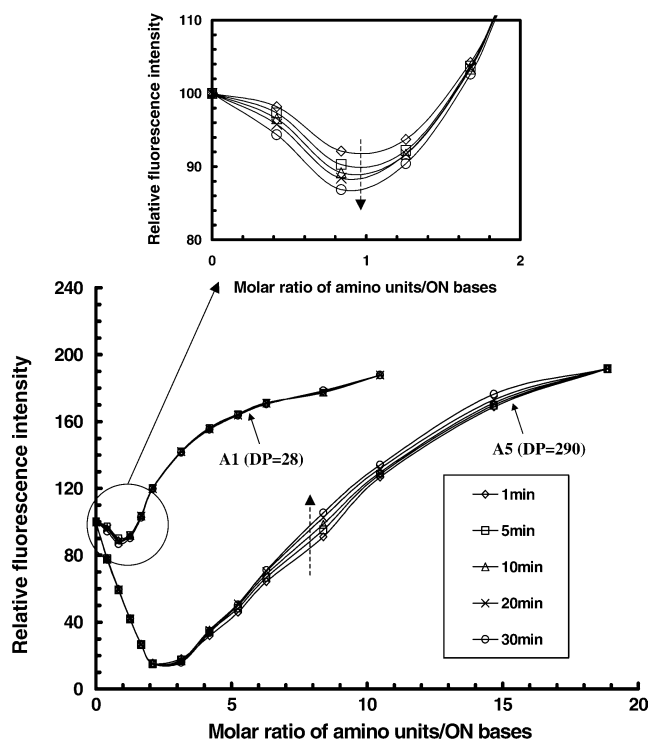 110
100
90
80
Relative fluorescence intensity
0
1
2
Molar ratio of amino units/ON bases
240
200
160
120
80
40
0
Relative fluorescence intensity
A1 (DP=28)
A5 (DP=290)
1min
5min
10min
20min
30min
0
5
10
15
20
Molar ratio of amino units/ON bases